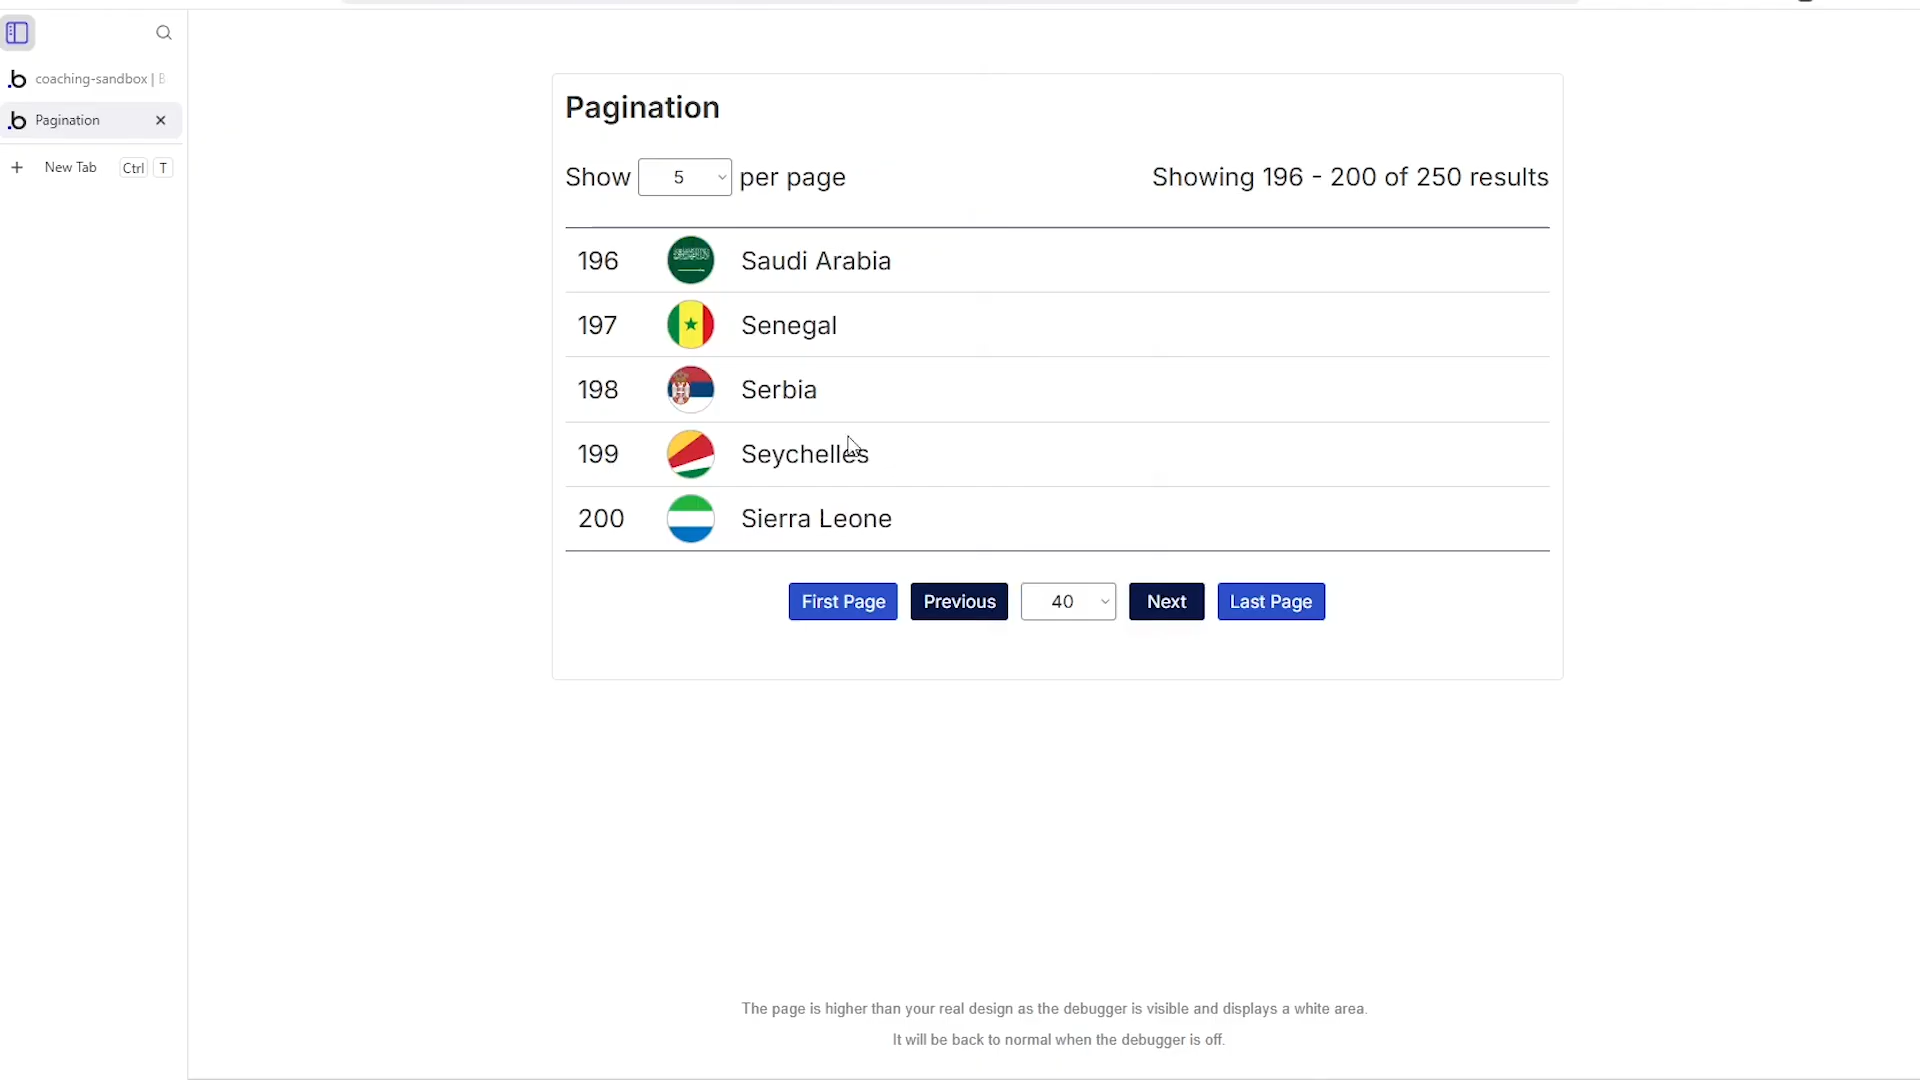 coaching-sandbox | B
Pagination
New Tab Ctrl T
Pagination
Show 5 per page
Showing 196 - 200 of 250 results
196 Saudi Arabia
197 Senegal
198 Serbia
199 Seychelles
200 Sierra Leone
First Page Previous 40 Next Last Page
The page is higher than your real design as the debugger is visible and displays a white area.
It will be back to normal when the debugger is off.